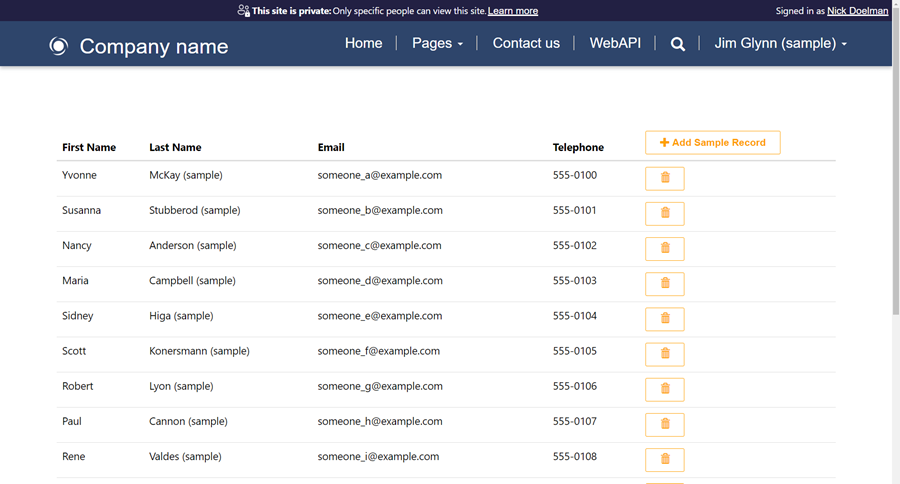 This site is private: Only specific people can view this site. Learn more Signed in as Nick Doelman
Company name Home Pages Contact us WebAPI Jim Glynn (sample)
First Name Last Name Email Telephone Add Sample Record
Yvonne McKay (sample) someone_a@example.com 555-0100
Susanna Stubberod (sample) someone_b@example.com 555-0101
Nancy Anderson (sample) someone_c@example.com 555-0102
Maria Campbell (sample) someone_d@example.com 555-0103
Sidney Higa (sample) someone_e@example.com 555-0104
Scott Konersmann (sample) someone_f@example.com 555-0105
Robert Lyon (sample) someone_g@example.com 555-0106
Paul Cannon (sample) someone_h@example.com 555-0107
Rene Valdes (sample) someone_i@example.com 555-0108